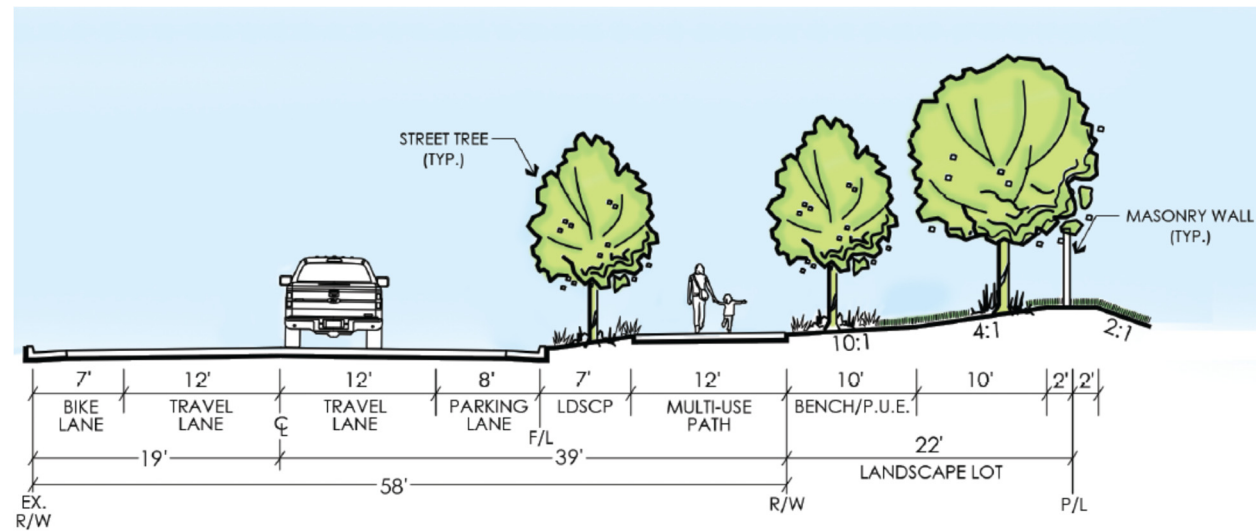 STREET TREE
(TYP.)
MASONRY WALL
(TYP.)
10:1
4:1
2:1
7'
12'
12'
8'
7'
12'
10'
10'
2'
2'
BIKE
LANE
TRAVEL
LANE
℄
TRAVEL
LANE
PARKING
LANE
F/L
LDSCP
MULTI-USE
PATH
BENCH/P.U.E.
19'
39'
22'
LANDSCAPE LOT
58'
EX.
R/W
R/W
P/L